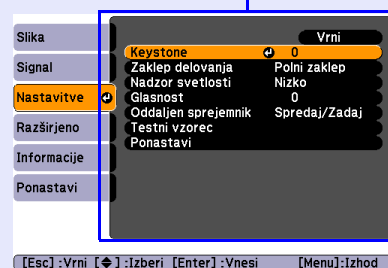 Slika
Signal
Nastavitve
Razširjeno
Informacije
Ponastavi
Vrni
Keystone 0
Zaklep delovanja Polni zaklep
Nadzor svetlosti Nizko
Glasnost 0
Oddaljen sprejemnik Spredaj/Zadaj
Testni vzorec
Ponastavi
[Esc] :Vrni [◆] :Izberi [Enter] :Vnesi [Menu]:Izhod